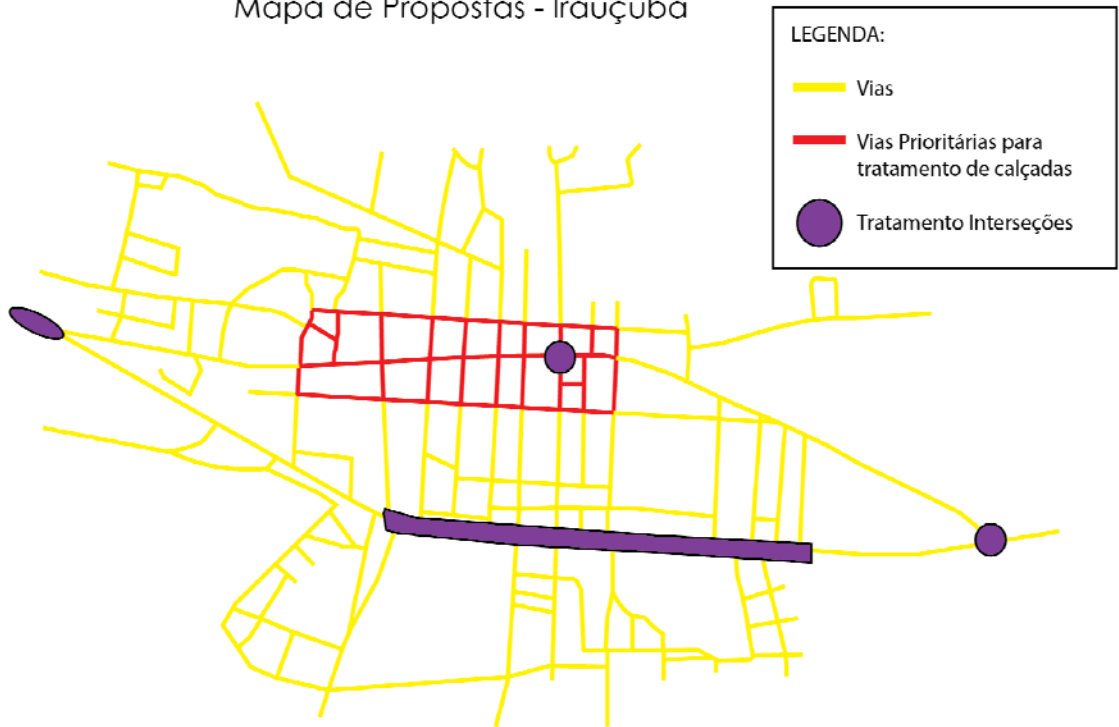 Mapa de Propostas - Irauçuba
LEGENDA:
Vias
Vias Prioritárias para
tratamento de calçadas
Tratamento Interseções